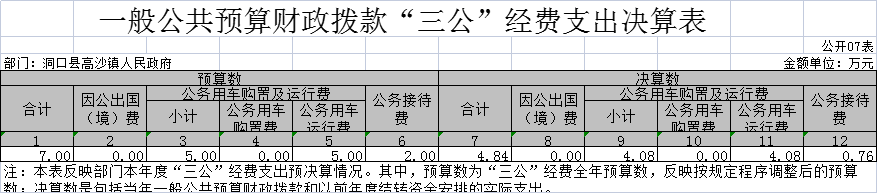 一般公共预算财政拨款“三公”经费支出决算表
公开07表
部门：洞口县高沙镇人民政府 金额单位：万元
预算数 决算数
合计 因公出国（境）费 公务用车购置及运行费 公务接待费 合计 因公出国（境）费 公务用车购置及运行费 公务接待费
小计 公务用车购置费 公务用车运行费 小计 公务用车购置费 公务用车运行费
1 2 3 4 5 6 7 8 9 10 11 12
7.00 0.00 5.00 0.00 5.00 2.00 4.84 0.00 4.08 0.00 4.08 0.76
注：本表反映部门本年度“三公”经费支出预决算情况。其中，预算数为“三公”经费全年预算数，反映按规定程序调整后的预算
数；决算数是包括当年一般公共预算财政拨款和以前年度结转资金安排的实际支出。